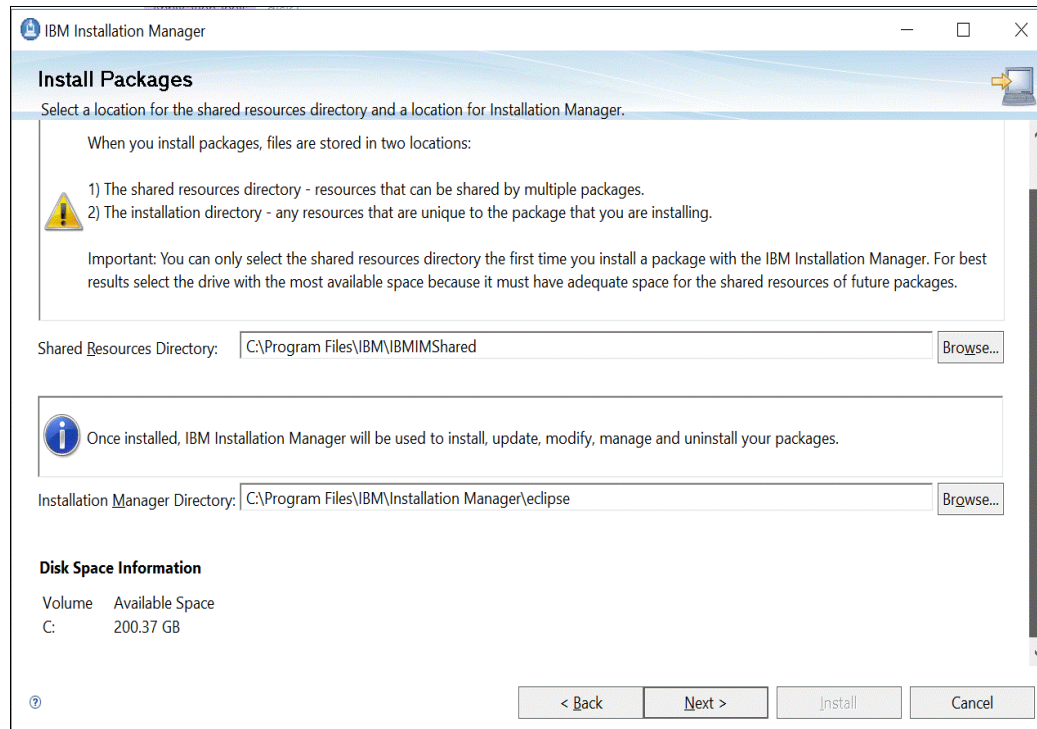 IBM Installation Manager
Install Packages
Select a location for the shared resources directory and a location for Installation Manager.
When you install packages, files are stored in two locations:
1) The shared resources directory - resources that can be shared by multiple packages.
2) The installation directory - any resources that are unique to the package that you are installing.
Important: You can only select the shared resources directory the first time you install a package with the IBM Installation Manager. For best
results select the drive with the most available space because it must have adequate space for the shared resources of future packages.
Shared Resources Directory: C:\Program Files\IBM\IBMIMShared Browse...
Once installed, IBM Installation Manager will be used to install, update, modify, manage and uninstall your packages.
Installation Manager Directory: C:\Program Files\IBM\Installation Manager\eclipse Browse...
Disk Space Information
Volume Available Space
C: 200.37 GB
? < Back Next > Install Cancel